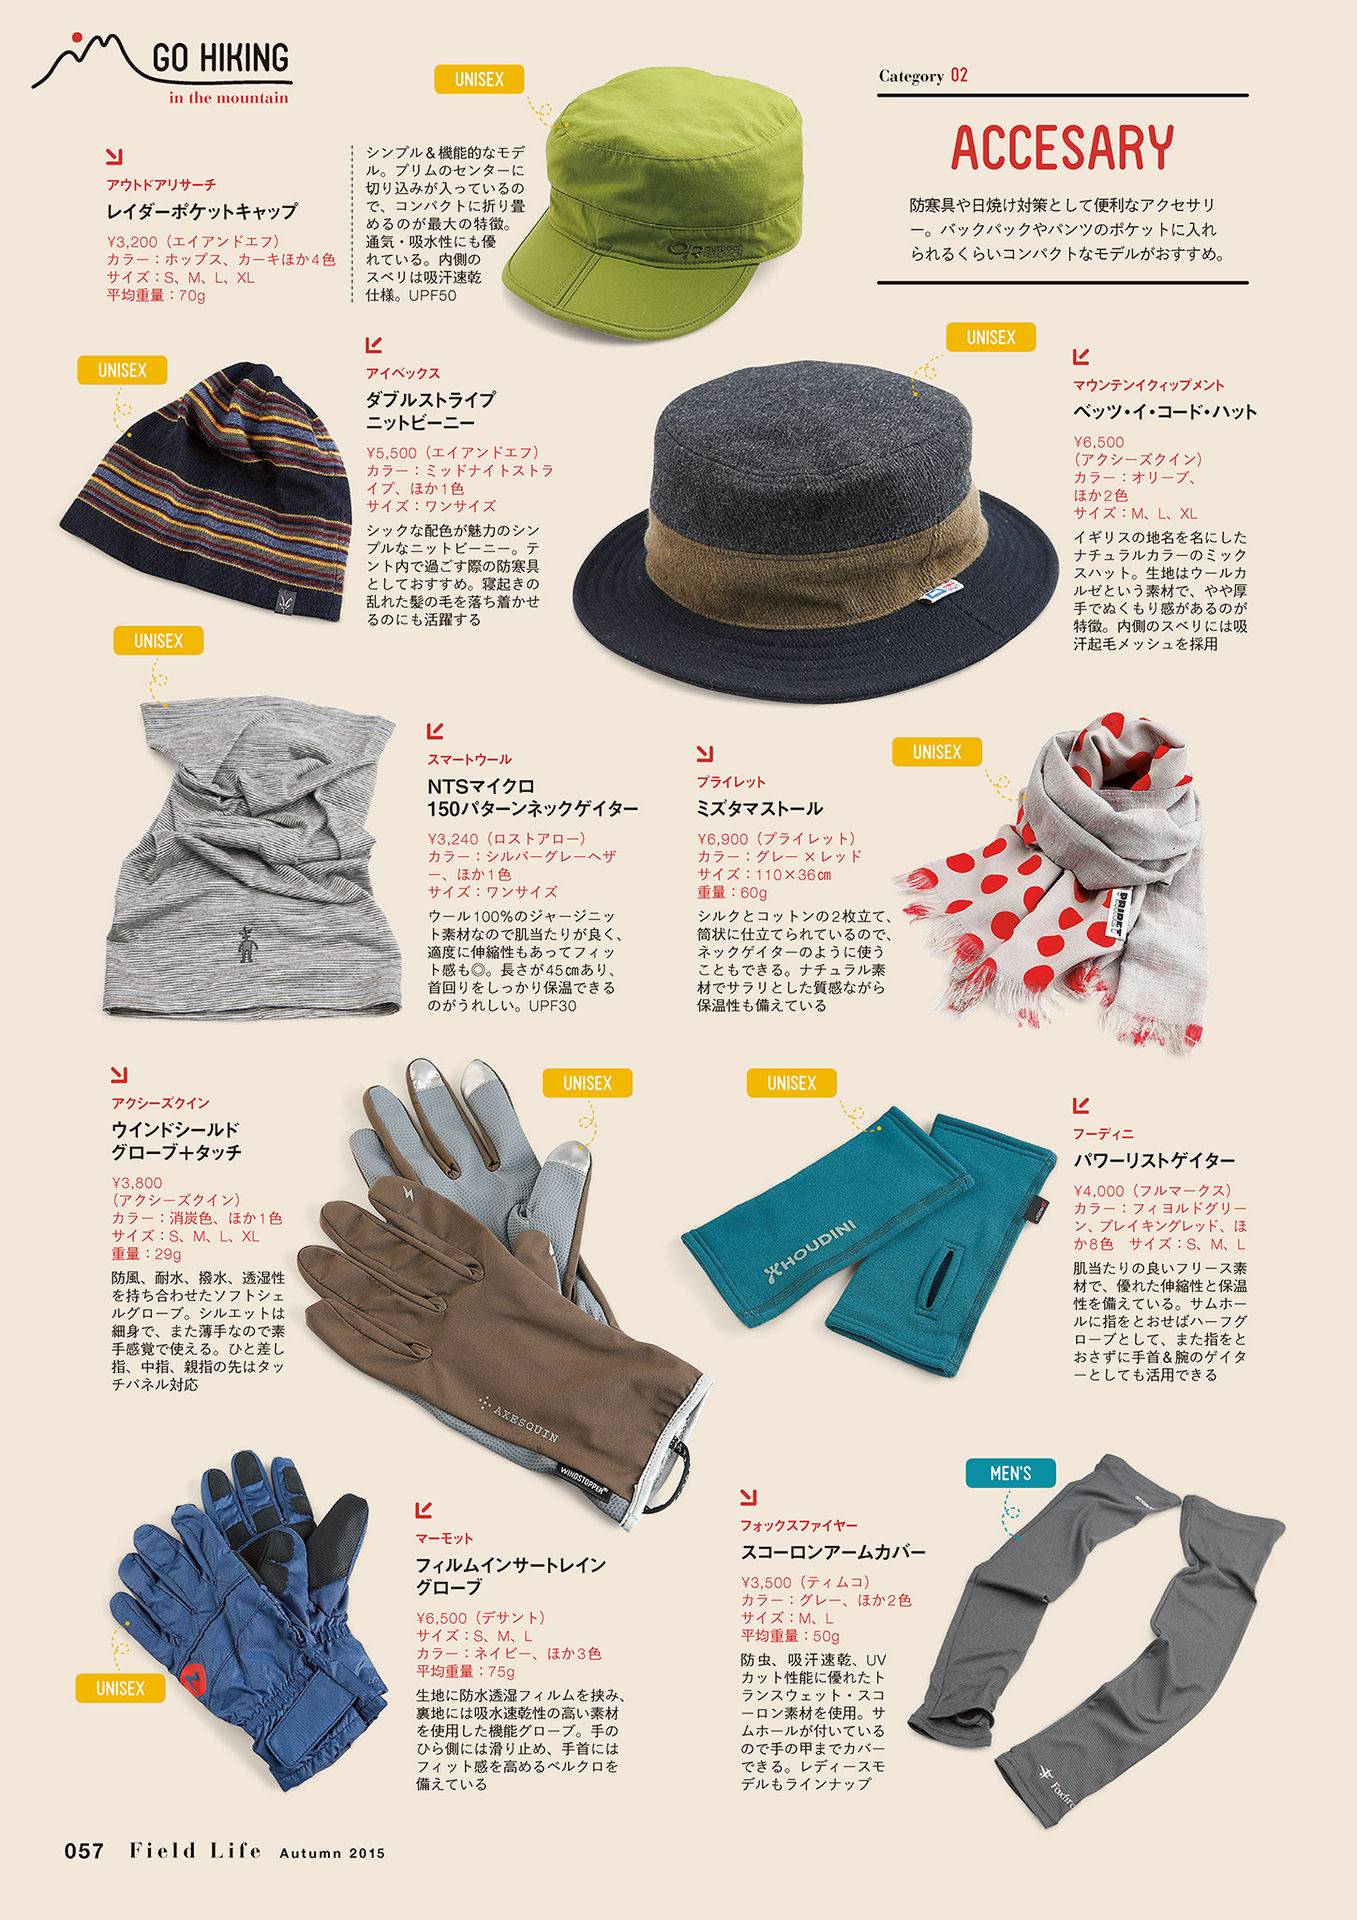 GO HIKING
in the mountain
Category 02
ACCESARY
防寒具や日焼け対策として便利なアクセサリ
ー。バックパックやパンツのポケットに入れ
られるくらいコンパクトなモデルがおすすめ。
UNISEX
アウトドアリサーチ
レイダーポケットキャップ
¥3,200（エイアンドエフ）
カラー：ホップス、カーキほか4色
サイズ：S、M、L、XL
平均重量：70g
シンプル＆機能的なモデ
ル。ブリムのセンターに
切り込みが入っているの
で、コンパクトに折り畳
めるのが最大の特徴。
通気・吸水性にも優
れている。内側の
スベリは吸汗速乾
仕様。UPF50
OR OUTDOOR
RESEARCH
UNISEX
アイベックス
ダブルストライプ
ニットビーニー
¥5,500（エイアンドエフ）
カラー：ミッドナイトストラ
イプ、ほか1色
サイズ：ワンサイズ
シックな配色が魅力のシン
プルなニットビーニー。テ
ント内で過ごす際の防寒具
としておすすめ。寝起きの
乱れた髪の毛を落ち着かせ
るのにも活躍する
UNISEX
マウンテンイクィップメント
ベッツ・イ・コード・ハット
¥6,500
（アクシーズクイン）
カラー：オリーブ、
ほか2色
サイズ：M、L、XL
イギリスの地名を名にした
ナチュラルカラーのミック
スハット。生地はウールカ
ルゼという素材で、やや厚
手でぬくもり感があるのが
特徴。内側のスベリには吸
汗起毛メッシュを採用
UNISEX
スマートウール
NTSマイクロ
150パターンネックゲイター
¥3,240（ロストアロー）
カラー：シルバーグレーヘザ
ー、ほか1色
サイズ：ワンサイズ
ウール100％のジャージニッ
ト素材なので肌当たりが良く、
適度に伸縮性もあってフィッ
ト感も◎。長さが45㎝あり、
首回りをしっかり保温できる
のがうれしい。UPF30
UNISEX
プライレット
ミズタマストール
¥6,900（プライレット）
カラー：グレー×レッド
サイズ：110×36㎝
重量：60g
シルクとコットンの2枚立て、
筒状に仕立てられているので、
ネックゲイターのように使う
こともできる。ナチュラル素
材でサラリとした質感ながら
保温性も備えている
PRIRET
UNISEX
アクシーズクイン
ウインドシールド
グローブ＋タッチ
¥3,800
（アクシーズクイン）
カラー：消炭色、ほか1色
サイズ：S、M、L、XL
重量：29g
防風、耐水、撥水、透湿性
を持ち合わせたソフトシェ
ルグローブ。シルエットは
細身で、また薄手なので素
手感覚で使える。ひと差し
指、中指、親指の先はタッ
チパネル対応
AXESQUIN
WINDSTOPPER®
UNISEX
HOUDINI
フーディニ
パワーリストゲイター
¥4,000（フルマークス）
カラー：フィヨルドグリー
ン、ブレイキングレッド、ほ
か8色　サイズ：S、M、L
肌当たりの良いフリース素
材で、優れた伸縮性と保温
性を備えている。サムホー
ルに指をとおせばハーフグ
ローブとして、また指をと
おさずに手首＆腕のゲイタ
ーとしても活用できる
UNISEX
マーモット
フィルムインサートレイン
グローブ
¥6,500（デサント）
サイズ：S、M、L
カラー：ネイビー、ほか3色
平均重量：75g
生地に防水透湿フィルムを挟み、
裏地には吸水速乾性の高い素材
を使用した機能グローブ。手の
ひら側には滑り止め、手首には
フィット感を高めるベルクロを
備えている
MEN'S
フォックスファイヤー
スコーロンアームカバー
¥3,500（ティムコ）
カラー：グレー、ほか2色
サイズ：M、L
平均重量：50g
防虫、吸汗速乾、UV
カット性能に優れたト
ランスウェット・スコ
ーロン素材を使用。サ
ムホールが付いている
ので手の甲までカバー
できる。レディースモ
デルもラインナップ
Foxfire
057 Field Life Autumn 2015